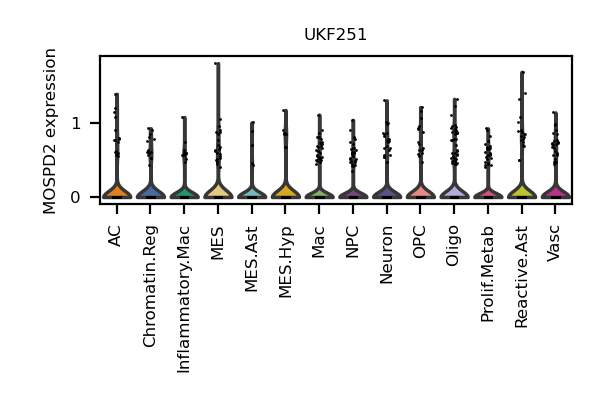 UKF251
MOSPD2 expression
1
0
AC
Chromatin.Reg
Inflammatory.Mac
MES
MES.Ast
MES.Hyp
Mac
NPC
Neuron
OPC
Oligo
Prolif.Metab
Reactive.Ast
Vasc